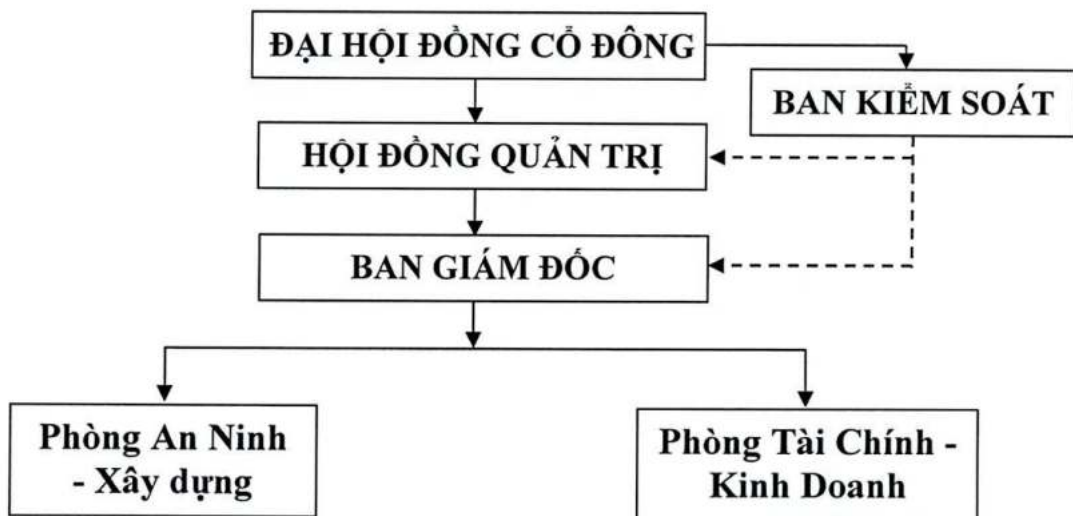 ĐẠI HỘI ĐỒNG CỔ ĐÔNG
BAN KIỂM SOÁT
HỘI ĐỒNG QUẢN TRỊ
BAN GIÁM ĐỐC
Phòng An Ninh
- Xây dựng
Phòng Tài Chính -
Kinh Doanh